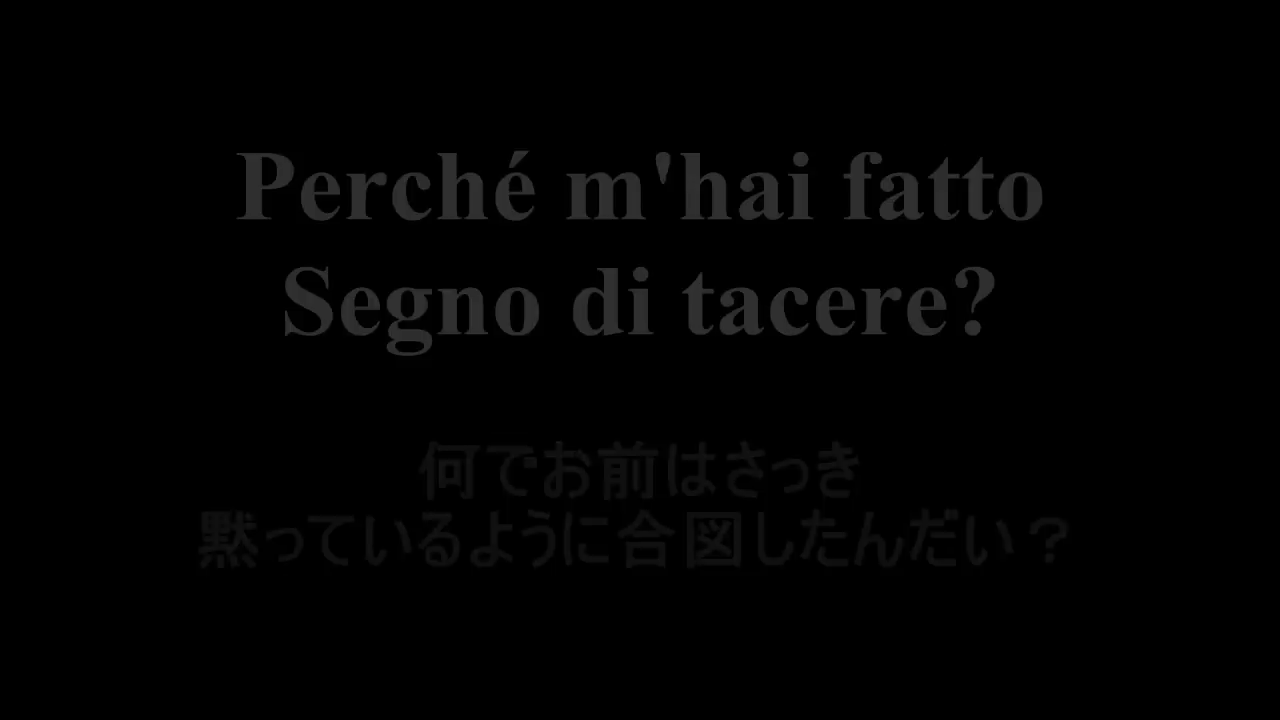 Perché m'hai fatto
Segno di tacere?
何でお前はさっき
黙っているように合図したんだい？